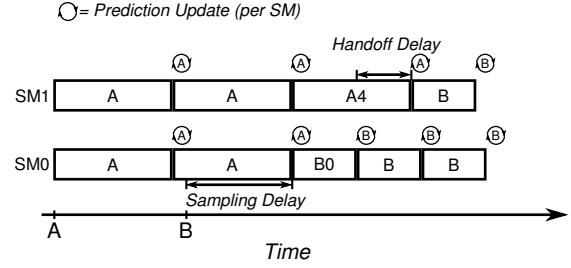 = Prediction Update (per SM)
Handoff Delay
A A A B
SM1 A A A4 B
A A B B B
SM0 A A B0 B B
Sampling Delay
A B
Time